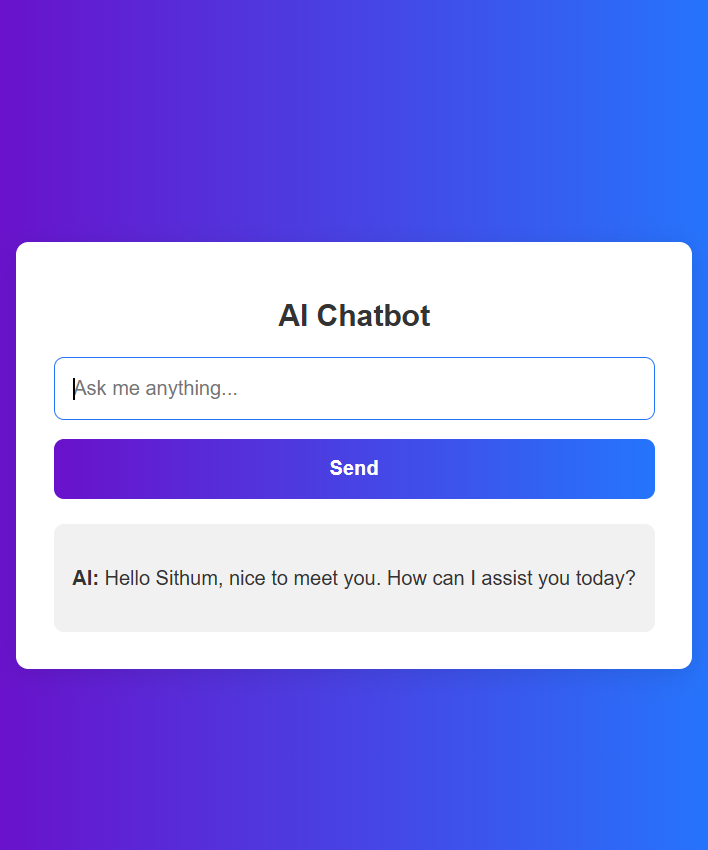 AI Chatbot
Ask me anything...
Send
AI: Hello Sithum, nice to meet you. How can I assist you today?